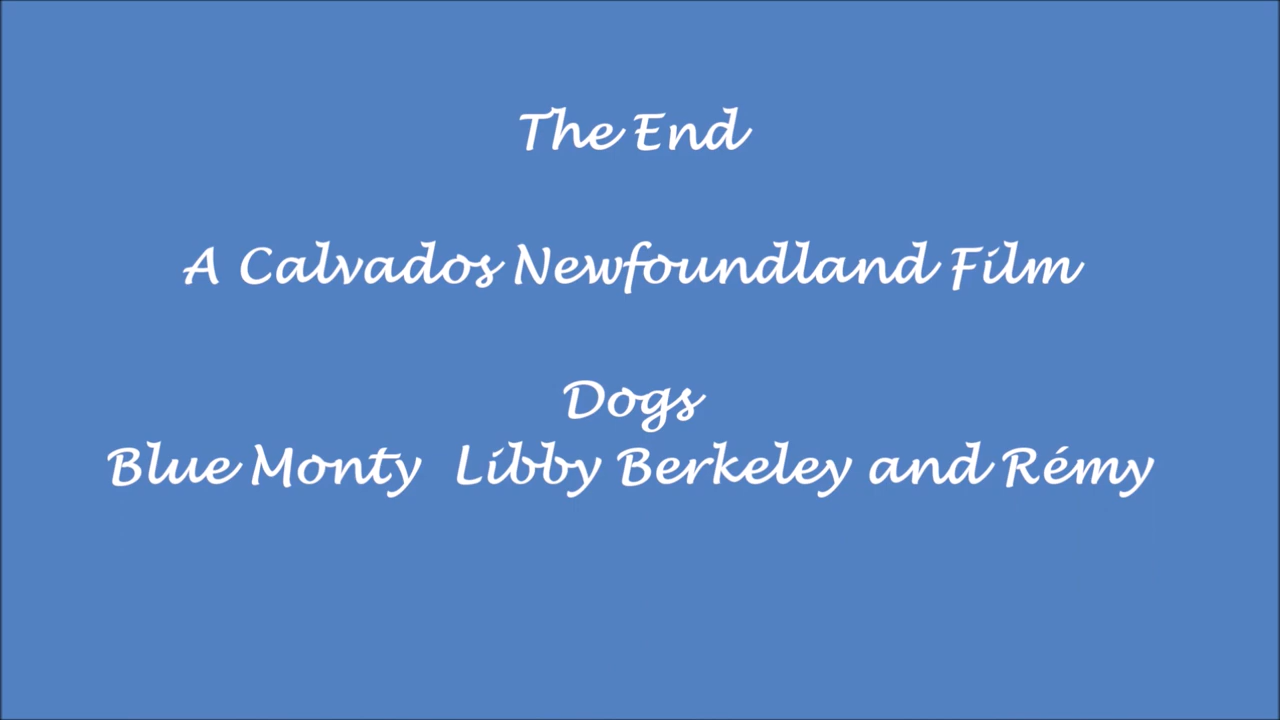 The End
A Calvados Newfoundland Film
Dogs
Blue Monty Libby Berkeley and Rémy